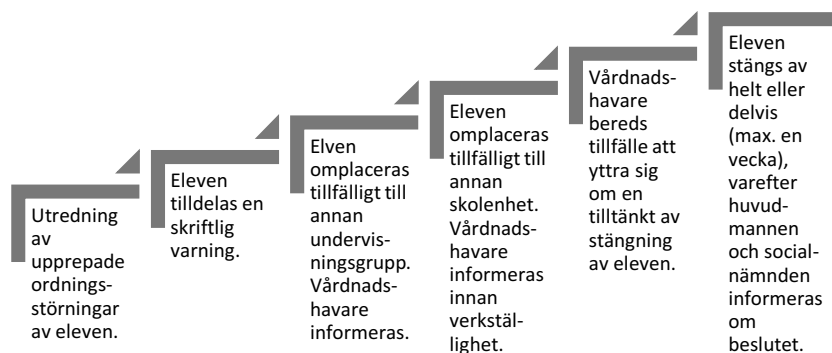 Utredning
av
upprepade
ordnings-
störningar
av eleven.
Eleven
tilldelas en
skriftlig
varning.
Elven
omplaceras
tillfälligt till
annan
undervis-
ningsgrupp.
Vårdnads-
havare
informeras.
Eleven
omplaceras
tillfälligt till
annan
skolenhet.
Vårdnads-
havare
informeras
innan
verkstäl-
lighet.
Vårdnads-
havare
bereds
tillfälle att
yttra sig
om en
tilltänkt av
stängning
av eleven.
Eleven
stängs av
helt eller
delvis
(max. en
vecka),
varefter
huvud-
mannen
och social-
nämnden
informeras
om
beslutet.